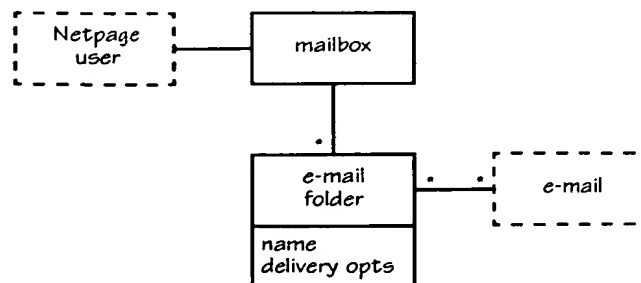 Netpage
user
mailbox
*
e-mail
folder
* *
e-mail
name
delivery opts